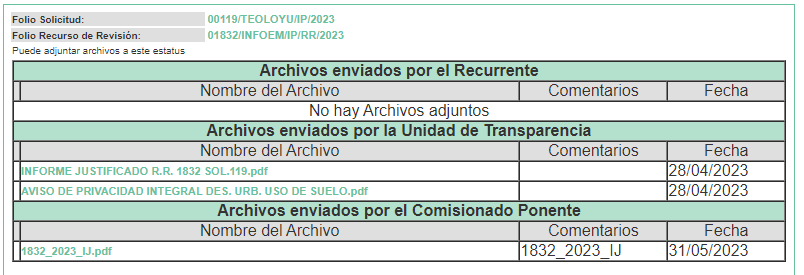 Folio Solicitud: 00119/TEOLOYU/IP/2023
Folio Recurso de Revisión: 01832/INFOEM/IP/RR/2023
Puede adjuntar archivos a este estatus
Archivos enviados por el Recurrente
Nombre del Archivo Comentarios Fecha
No hay Archivos adjuntos
Archivos enviados por la Unidad de Transparencia
Nombre del Archivo Comentarios Fecha
INFORME JUSTIFICADO R.R. 1832 SOL.119.pdf 28/04/2023
AVISO DE PRIVACIDAD INTEGRAL DES. URB. USO DE SUELO.pdf 28/04/2023
Archivos enviados por el Comisionado Ponente
Nombre del Archivo Comentarios Fecha
1832_2023_IJ.pdf 1832_2023_IJ 31/05/2023